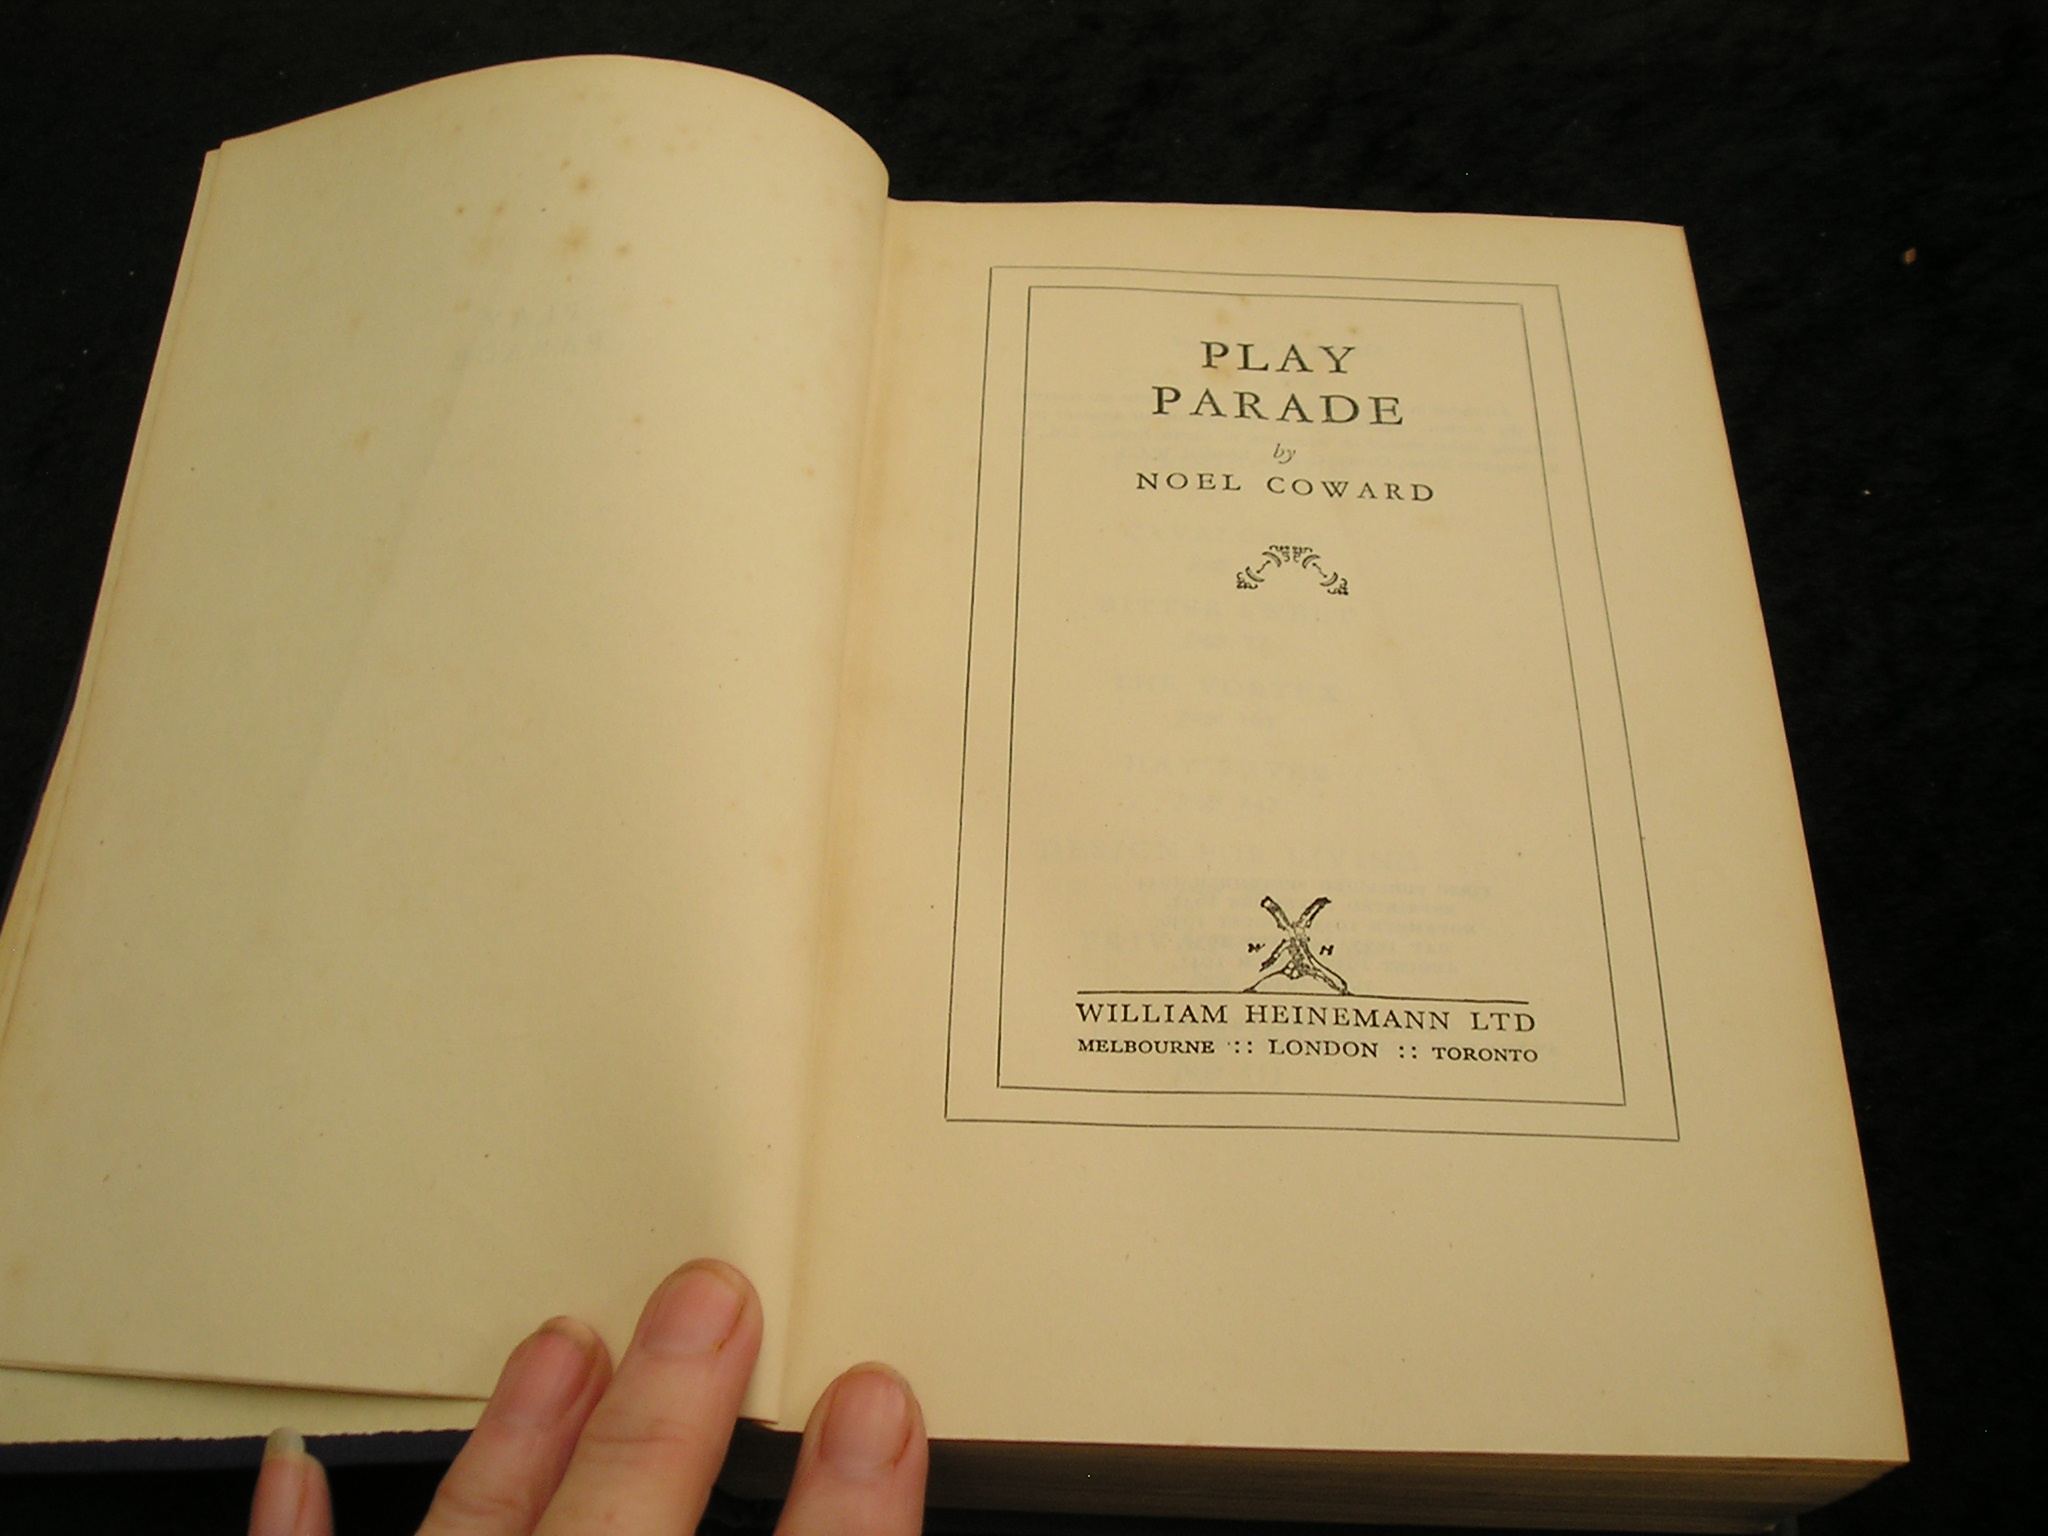 PLAY
PARADE
by
NOEL COWARD
W H
WILLIAM HEINEMANN LTD
MELBOURNE :: LONDON :: TORONTO